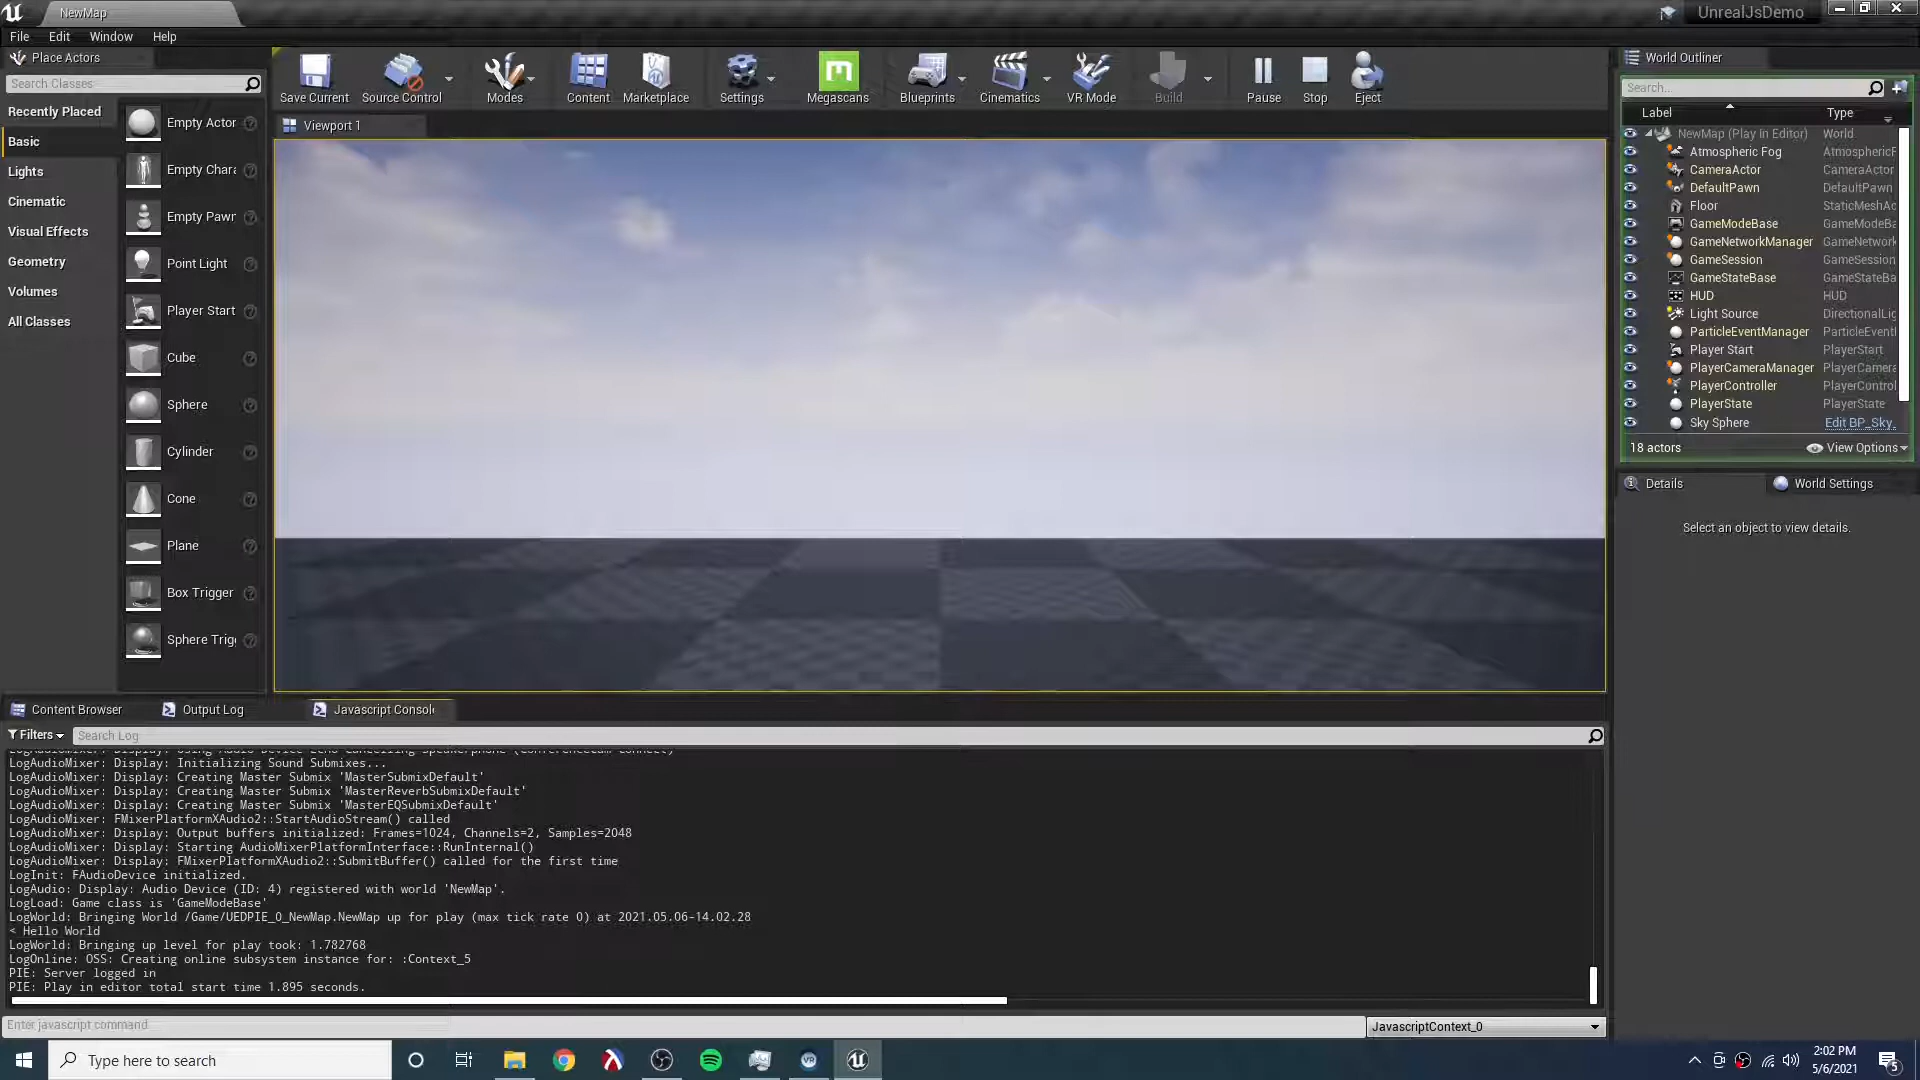 NewMap
UnrealJsDemo
File Edit Window Help
Place Actors
Search Classes
Recently Placed
Basic
Lights
Cinematic
Visual Effects
Geometry
Volumes
All Classes
Empty Actor
Empty Chara
Empty Pawn
Point Light
Player Start
Cube
Sphere
Cylinder
Cone
Plane
Box Trigger
Sphere Trig
Save Current
Source Control
Modes
Content
Marketplace
Settings
Megascans
Blueprints
Cinematics
VR Mode
Build
Pause
Stop
Eject
Viewport 1
World Outliner
Search...
Label Type
NewMap (Play In Editor) World
Atmospheric Fog AtmosphericF
CameraActor CameraActor
DefaultPawn DefaultPawn
Floor StaticMeshAc
GameModeBase GameModeBa
GameNetworkManager GameNetwork
GameSession GameSession
GameStateBase GameStateBa
HUD HUD
Light Source DirectionalLig
ParticleEventManager ParticleEventI
Player Start PlayerStart
PlayerCameraManager PlayerCamera
PlayerController PlayerControl
PlayerState PlayerState
Sky Sphere Edit BP_Sky_
18 actors View Options
Details World Settings
Select an object to view details.
Content Browser Output Log Javascript Consol
Filters Search Log
LogAudioMixer: Display: Using Audio Device Echo Cancelling Speakerphone (ConferenceCam Connect)
LogAudioMixer: Display: Initializing Sound Submixes...
LogAudioMixer: Display: Creating Master Submix 'MasterSubmixDefault'
LogAudioMixer: Display: Creating Master Submix 'MasterReverbSubmixDefault'
LogAudioMixer: Display: Creating Master Submix 'MasterEQSubmixDefault'
LogAudioMixer: FMixerPlatformXAudio2::StartAudioStream() called
LogAudioMixer: Display: Output buffers initialized: Frames=1024, Channels=2, Samples=2048
LogAudioMixer: Display: Starting AudioMixerPlatformInterface::RunInternal()
LogAudioMixer: Display: FMixerPlatformXAudio2::SubmitBuffer() called for the first time
LogInit: FAudioDevice initialized.
LogAudio: Display: Audio Device (ID: 4) registered with world 'NewMap'.
LogLoad: Game class is 'GameModeBase'
LogWorld: Bringing World /Game/UEDPIE_0_NewMap.NewMap up for play (max tick rate 0) at 2021.05.06-14.02.28
< Hello World
LogWorld: Bringing up level for play took: 1.782768
LogOnline: OSS: Creating online subsystem instance for: :Context_5
PIE: Server logged in
PIE: Play in editor total start time 1.895 seconds.
Enter javascript command
JavascriptContext_0
Type here to search
2:02 PM
5/6/2021
5